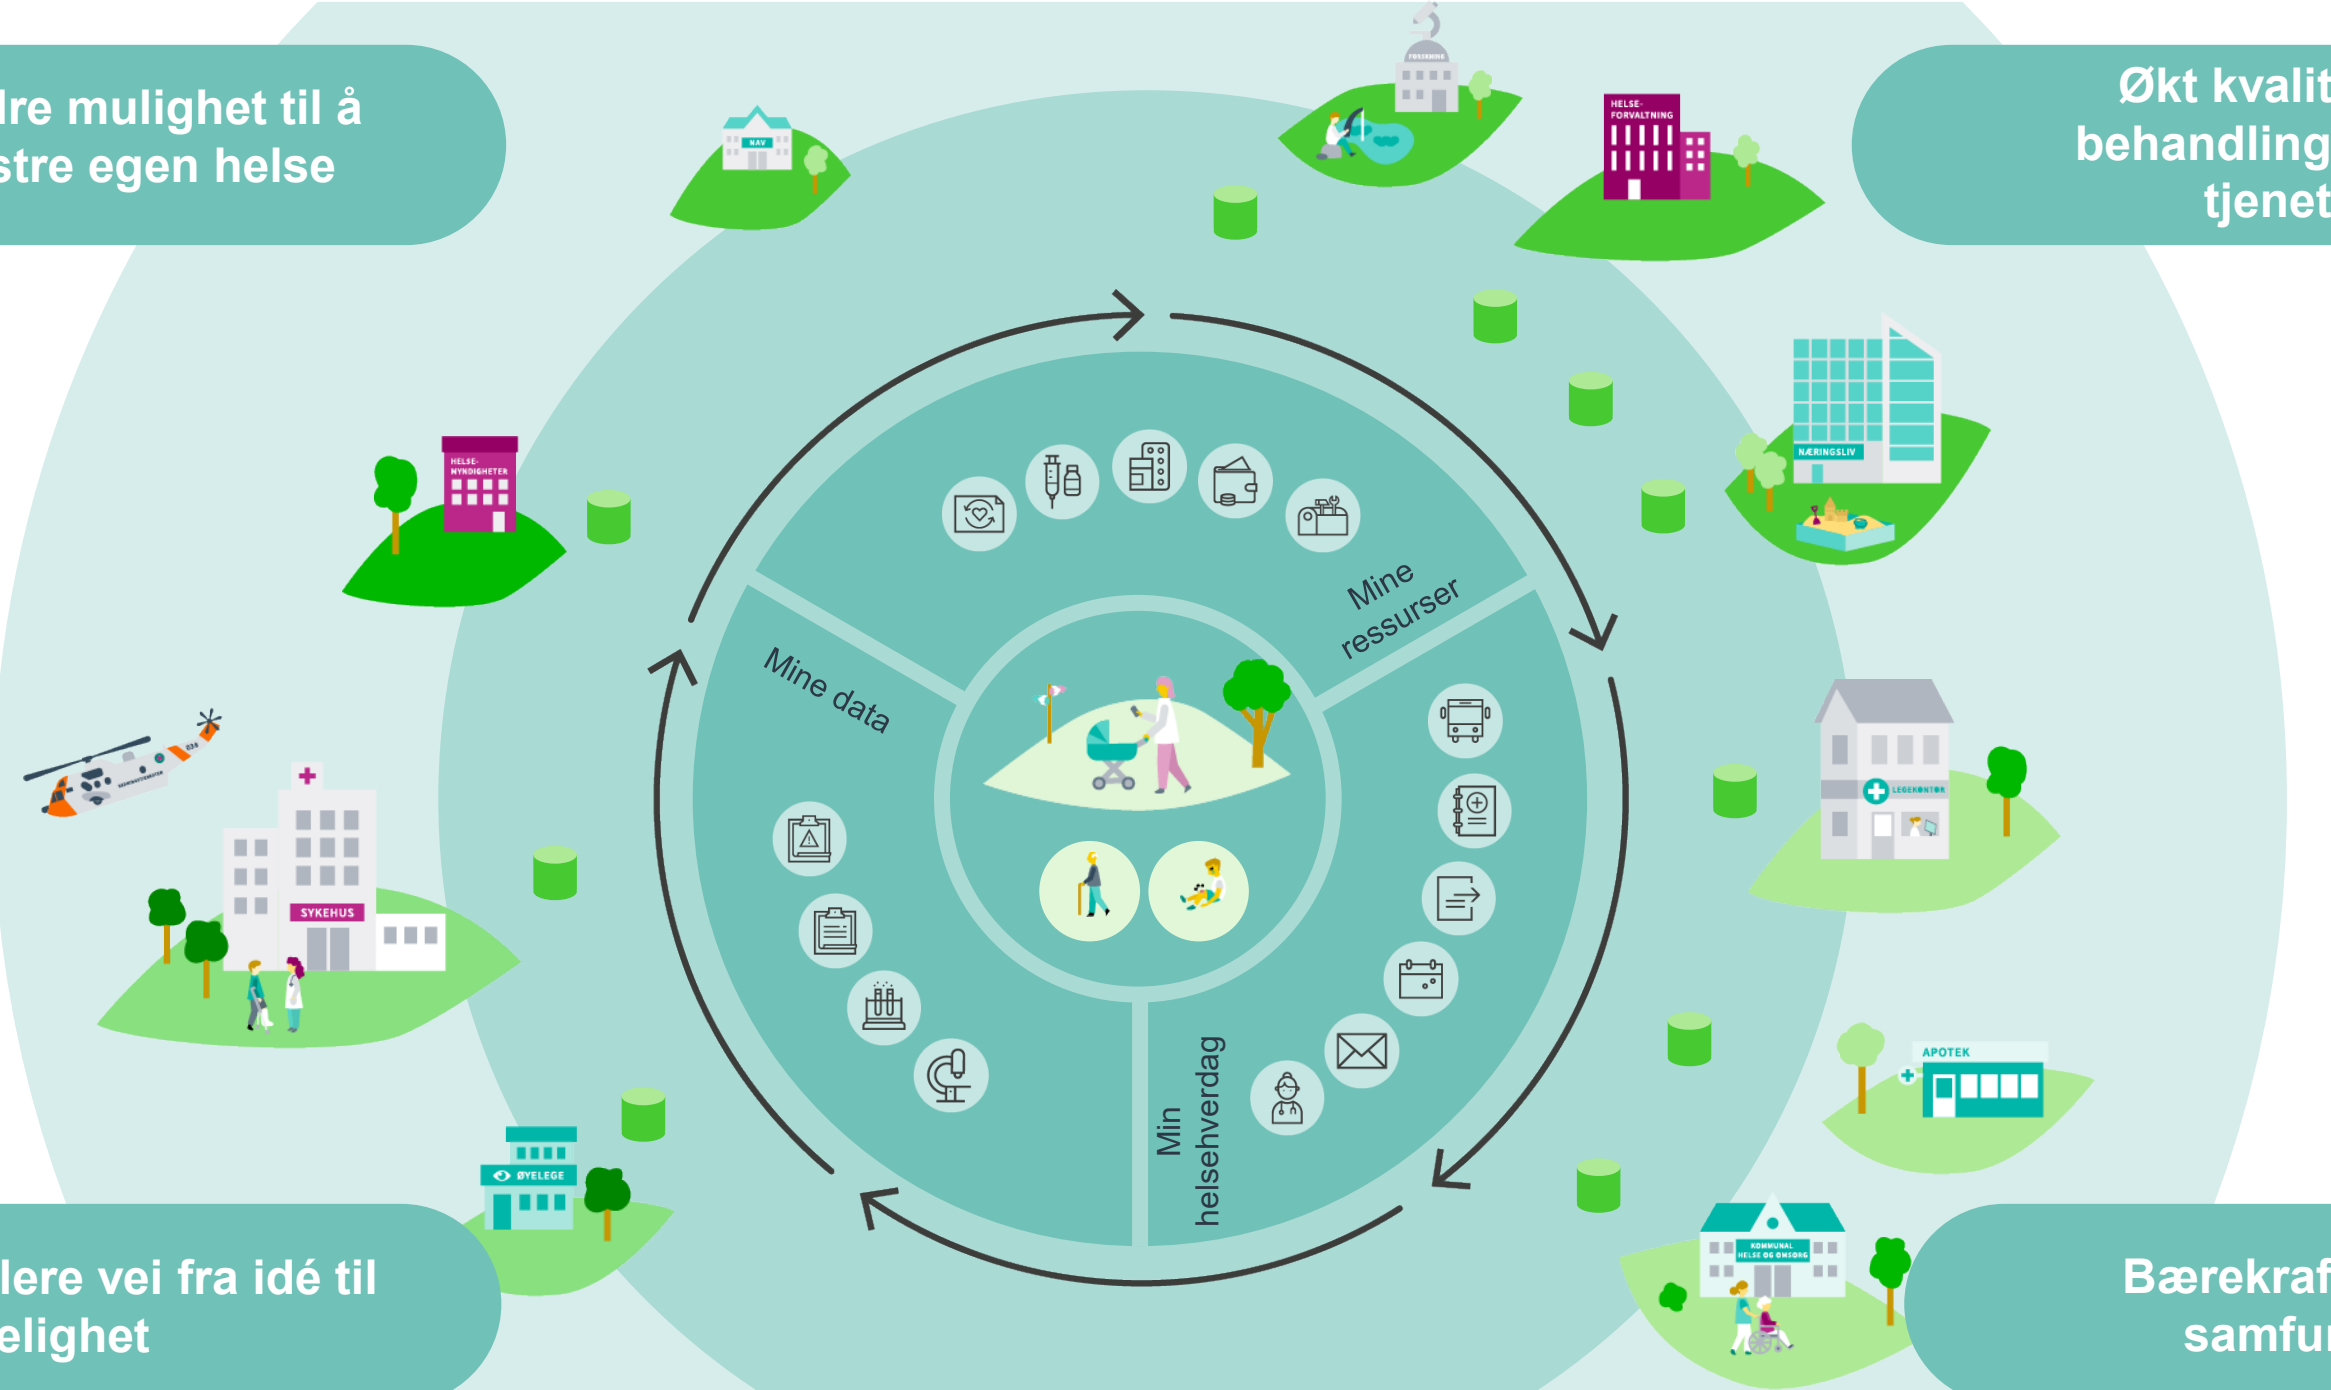 dre mulighet til å
stre egen helse
Økt kvalit
behandling
tjenet
FORSKNING
HELSE-
FORVALTNING
NAV
NÆRINGSLIV
HELSE-
MYNDIGHETER
Mine
ressurser
Mine data
LEGEKONTOR
SYKEHUS
Min
helsehverdag
APOTEK
ØYELEGE
KOMMUNAL
HELSE OG OMSORG
lere vei fra idé til
elighet
Bærekraf
samfu